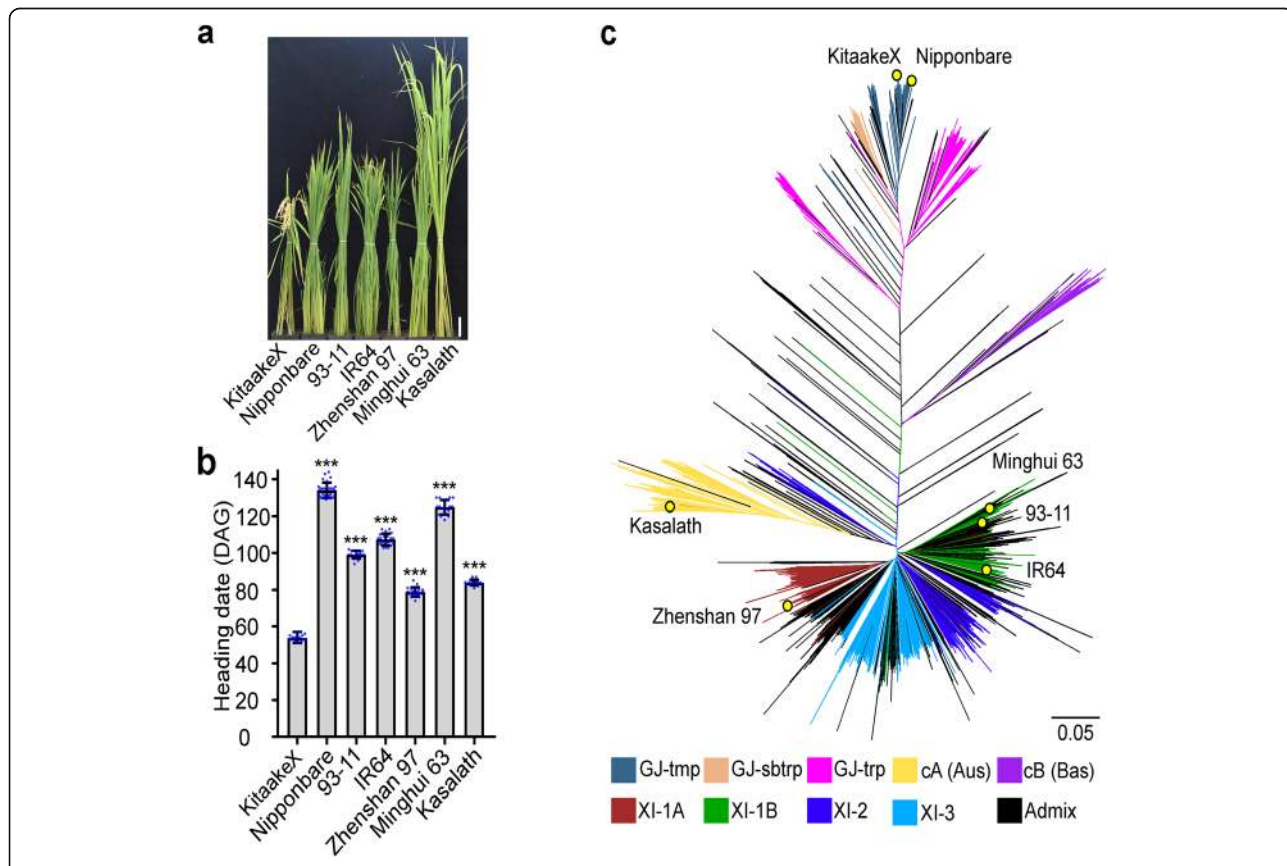 a
KitaakeX
Nipponbare
93-11
IR64
Zhenshan 97
Minghui 63
Kasalath
b
Heading date (DAG)
140
120
100
80
60
40
20
0
***
***
***
***
***
***
KitaakeX
Nipponbare
93-11
IR64
Zhenshan 97
Minghui 63
Kasalath
c
KitaakeX Nipponbare
Minghui 63
93-11
Kasalath
IR64
Zhenshan 97
0.05
GJ-tmp GJ-sbtrp GJ-trp cA (Aus) cB (Bas)
XI-1A XI-1B XI-2 XI-3 Admix